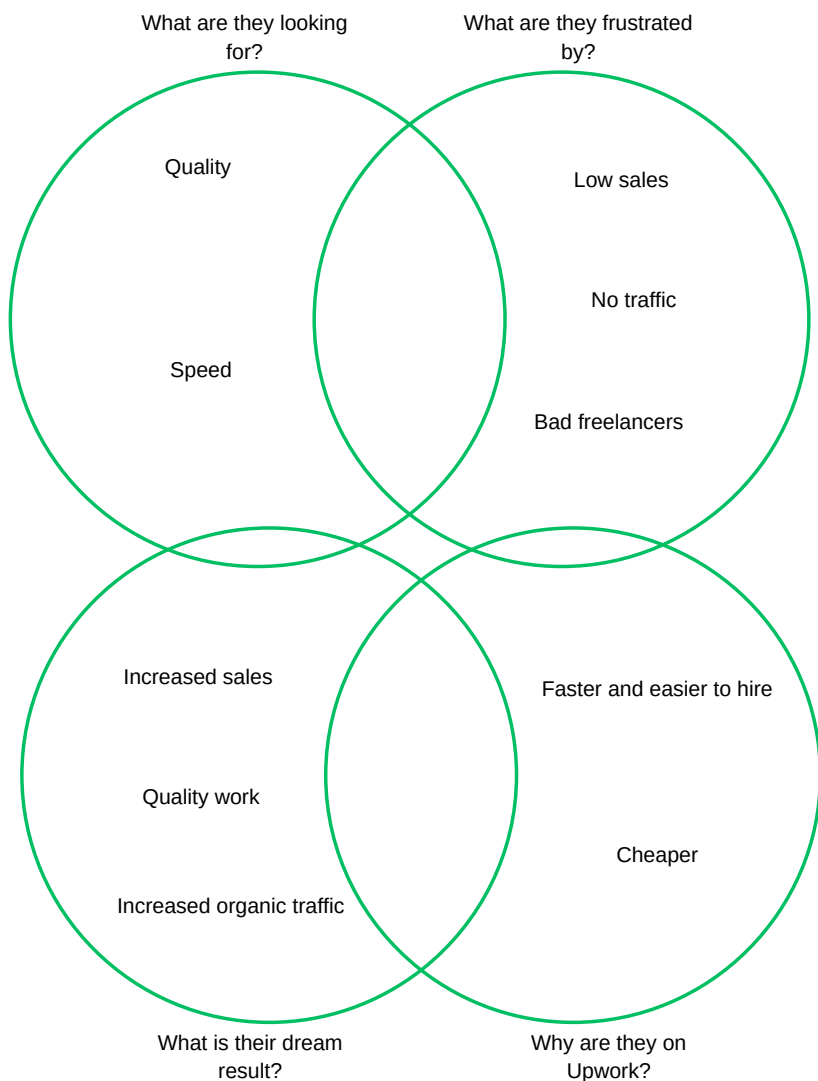 What are they looking
for?
What are they frustrated
by?
Quality
Low sales
No traffic
Speed
Bad freelancers
Increased sales
Faster and easier to hire
Quality work
Cheaper
Increased organic traffic
What is their dream
result?
Why are they on
Upwork?